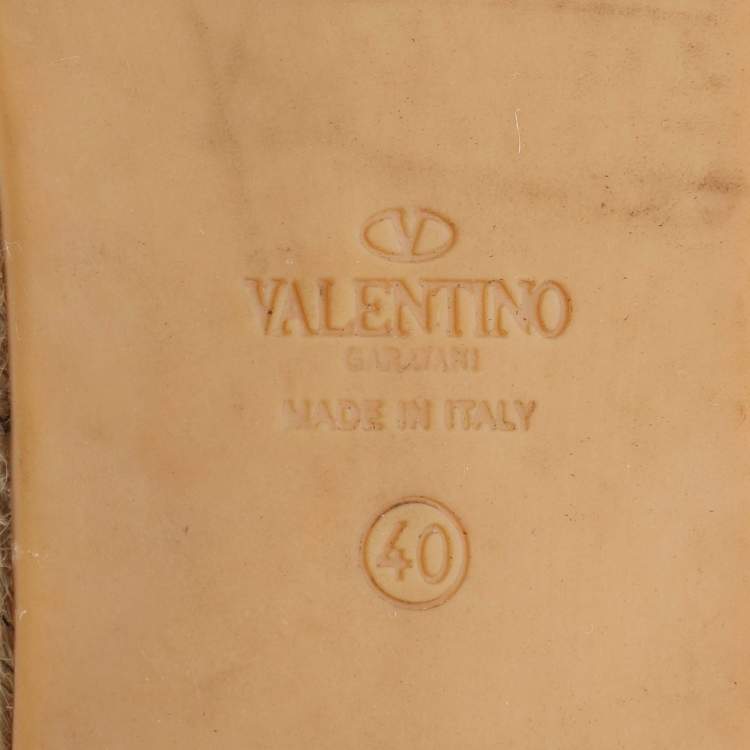 V
VALENTINO
GARAVANI
MADE IN ITALY
40